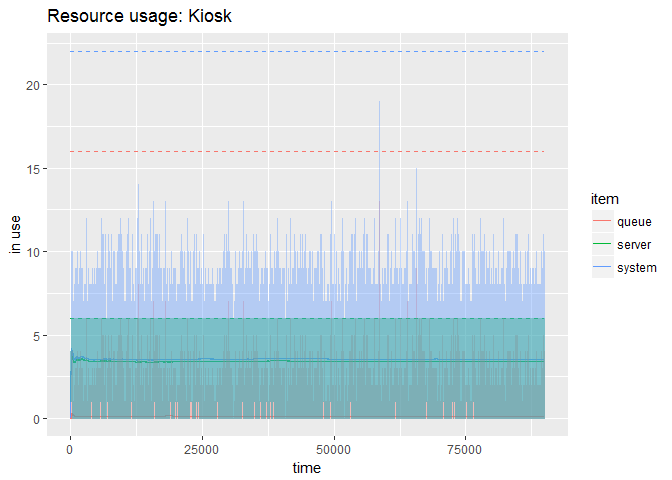 Resource usage: Kiosk
20
15
10
5
0
in use
0 25000 50000 75000
time
item
queue
server
system